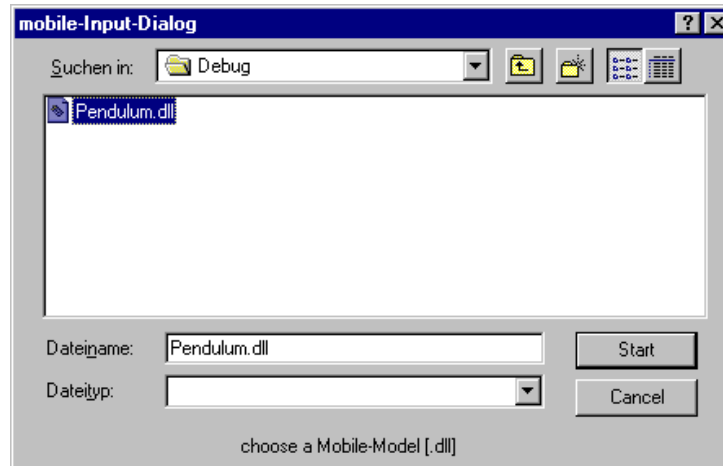 mobile-Input-Dialog
Suchen in: Debug
Pendulum.dll
Dateiname: Pendulum.dll Start
Dateityp: Cancel
choose a Mobile-Model [.dll]